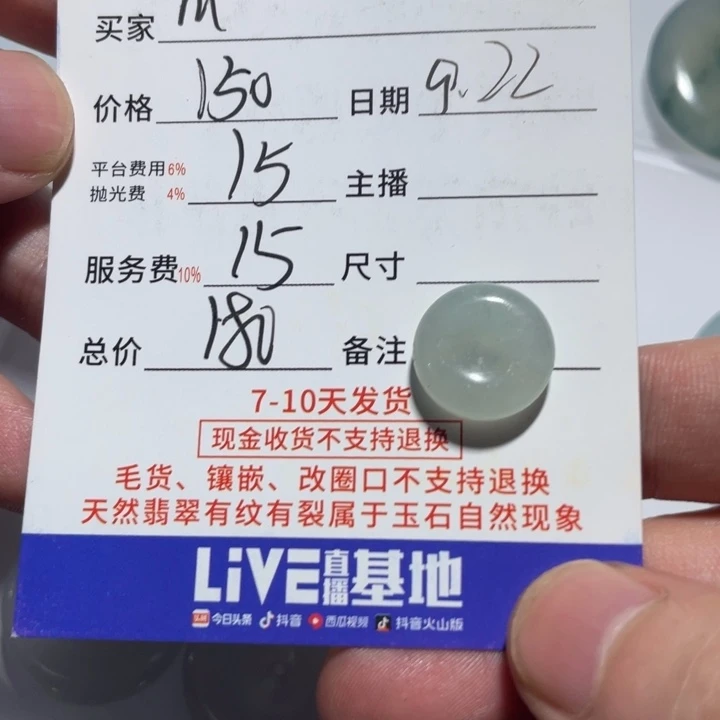 买家 m
价格 150 日期 9.22
平台费用6%
抛光费 4% 15 主播
服务费10% 15 尺寸
总价 180 备注
7-10天发货
现金收货不支持退换
毛货、镶嵌、改圈口不支持退换
天然翡翠有纹有裂属于玉石自然现象
LiVE直播基地
头条 今日头条 抖音 西瓜视频 抖音火山版